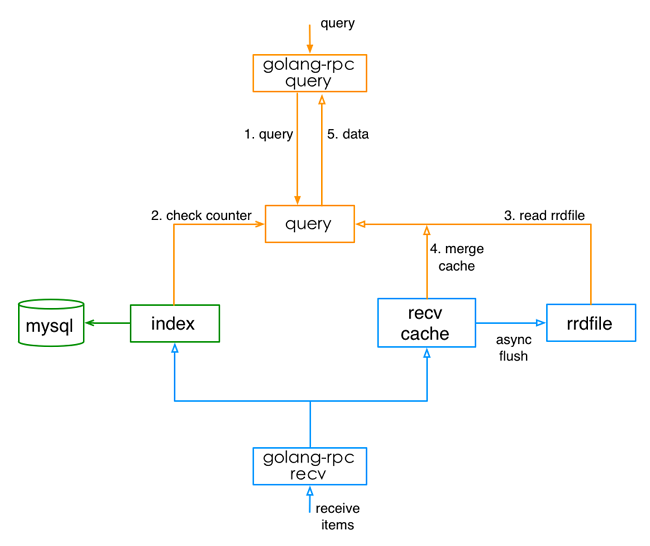 query
golang-rpc
query
1. query
5. data
2. check counter
3. read rrdfile
query
4. merge
cache
mysql
index
recv
cache
rrdfile
async
flush
golang-rpc
recv
receive
items